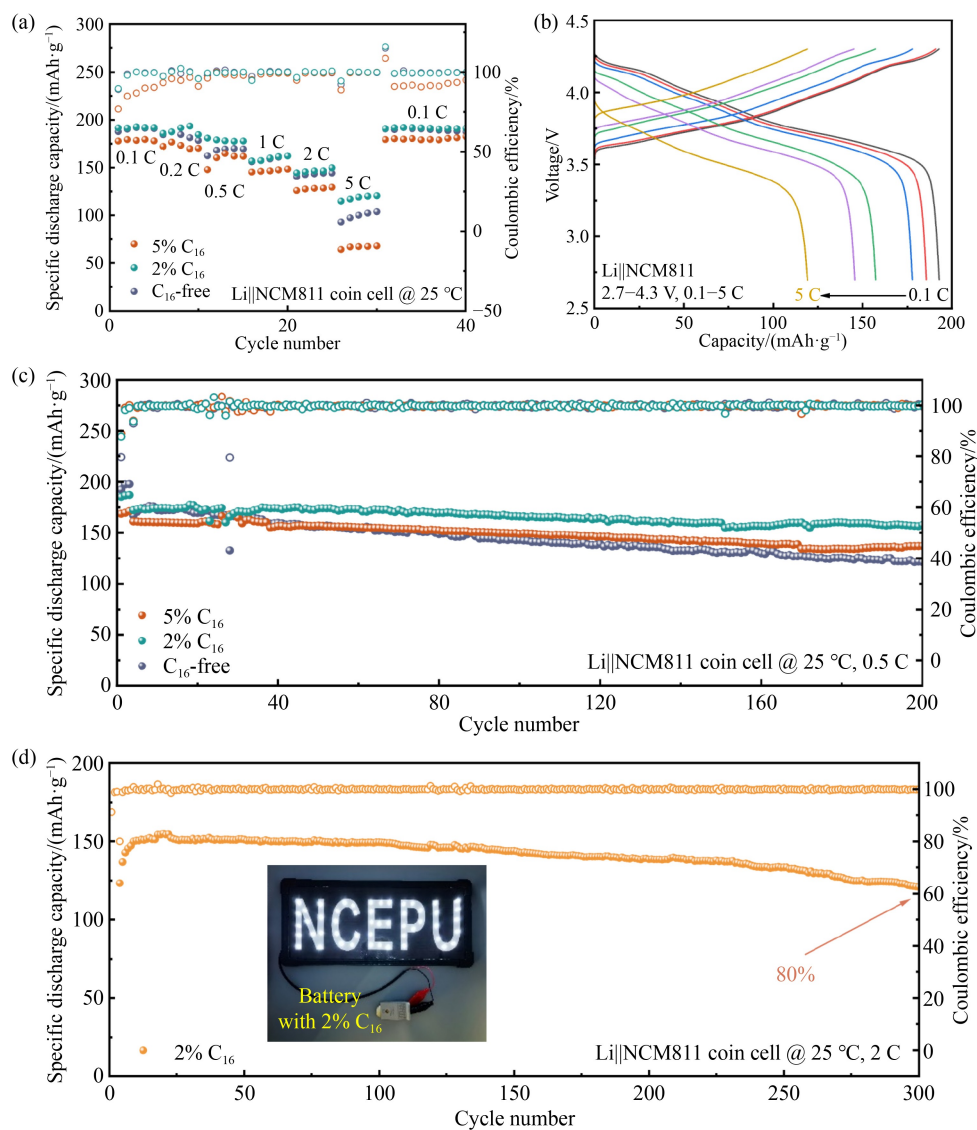 (a)
300
250
200
150
100
50
0
Specific discharge capacity/(mAh·g⁻¹)
0.1 C
0.2 C
0.5 C
1 C
2 C
5 C
0.1 C
5% C₁₆
2% C₁₆
C₁₆-free
Li||NCM811 coin cell @ 25 ℃
100
50
0
−50
Coulombic efficiency/%
0
20
40
Cycle number
(b)
4.5
4.0
3.5
3.0
2.5
Voltage/V
Li||NCM811
2.7−4.3 V, 0.1−5 C
5 C
0.1 C
0
50
100
150
200
Capacity/(mAh·g⁻¹)
(c)
300
250
200
150
100
50
0
Specific discharge capacity/(mAh·g⁻¹)
5% C₁₆
2% C₁₆
C₁₆-free
Li||NCM811 coin cell @ 25 ℃, 0.5 C
100
80
60
40
20
0
Coulombic efficiency/%
0
40
80
120
160
200
Cycle number
(d)
200
150
100
50
0
Specific discharge capacity/(mAh·g⁻¹)
NCEPU
Battery
with 2% C₁₆
80%
2% C₁₆
Li||NCM811 coin cell @ 25 ℃, 2 C
100
80
60
40
20
0
Coulombic efficiency/%
0
50
100
150
200
250
300
Cycle number